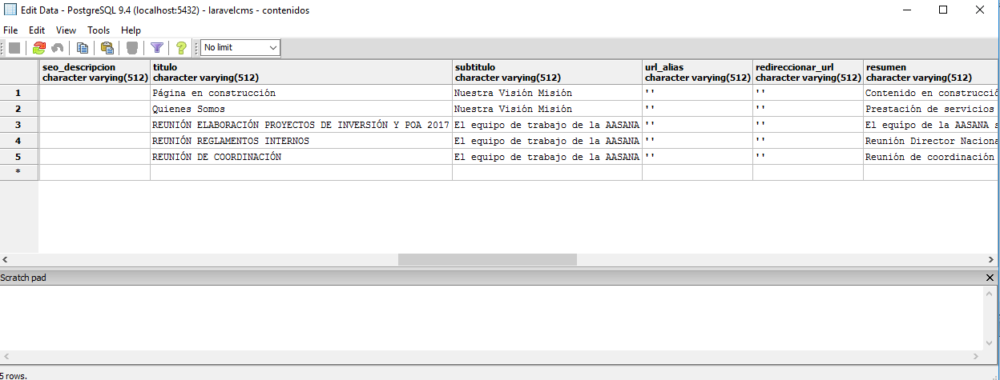 Edit Data - PostgreSQL 9.4 (localhost:5432) - laravelcms - contenidos
File Edit View Tools Help
No limit
seo_descripcion titulo subtitulo url_alias redireccionar_url resumen
character varying(512) character varying(512) character varying(512) character varying(512) character varying(512) character varying(512)
1 Página en construcción Nuestra Visión Misión '' '' Contenido en construcció
2 Quienes Somos Nuestra Visión Misión '' '' Prestación de servicios
3 REUNIÓN ELABORACIÓN PROYECTOS DE INVERSIÓN Y POA 2017 El equipo de trabajo de la AASANA '' '' El equípo de la AASANA s
4 REUNIÓN REGLAMENTOS INTERNOS El equipo de trabajo de la AASANA '' '' Reunión Director Naciona
5 REUNIÓN DE COORDINACIÓN El equipo de trabajo de la AASANA '' '' Reunión de coordinación
*
Scratch pad
5 rows.